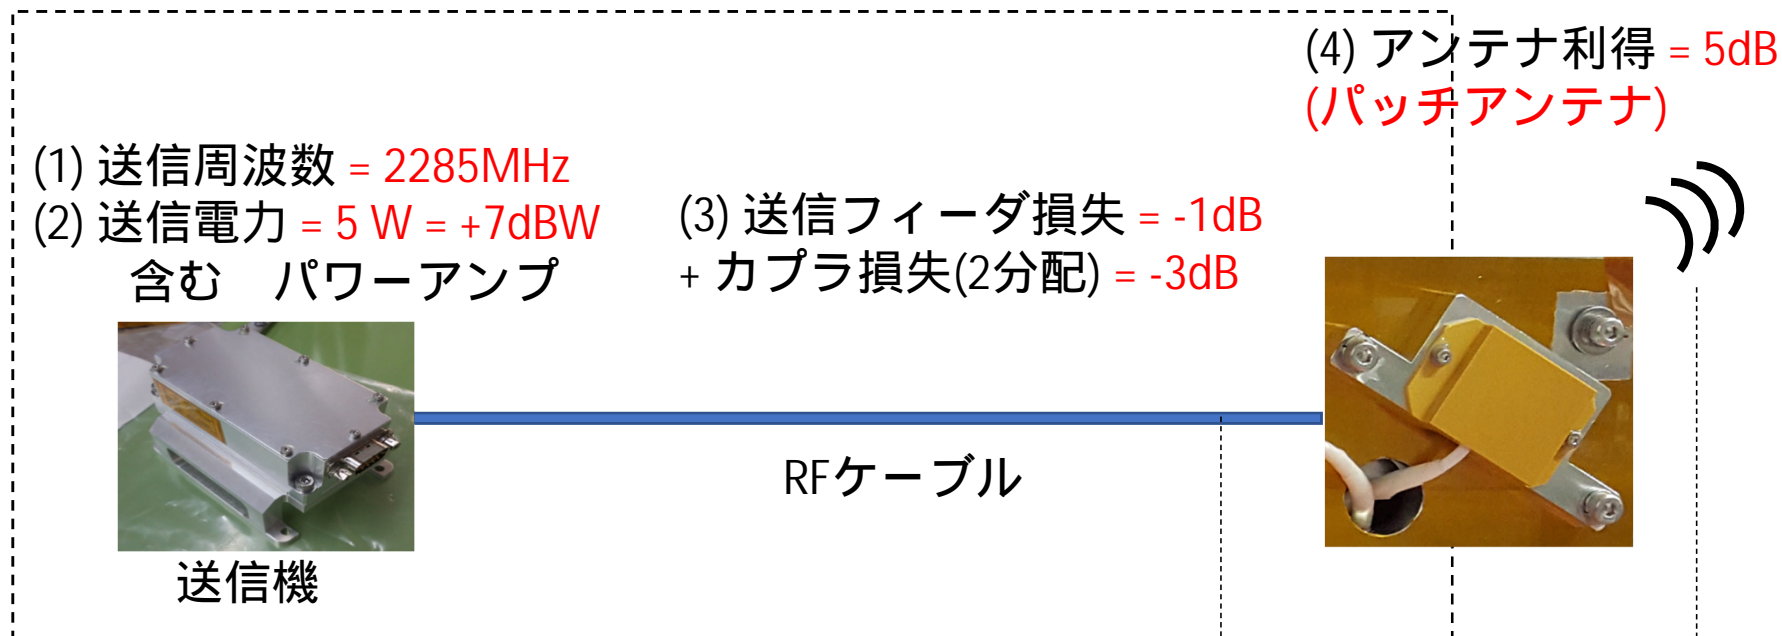 (4) アンテナ利得 = 5dB
(パッチアンテナ)
(1) 送信周波数 = 2285MHz
(2) 送信電力 = 5 W = +7dBW
含む　パワーアンプ
(3) 送信フィーダ損失 = -1dB
+ カプラ損失(2分配) = -3dB
RFケーブル
送信機